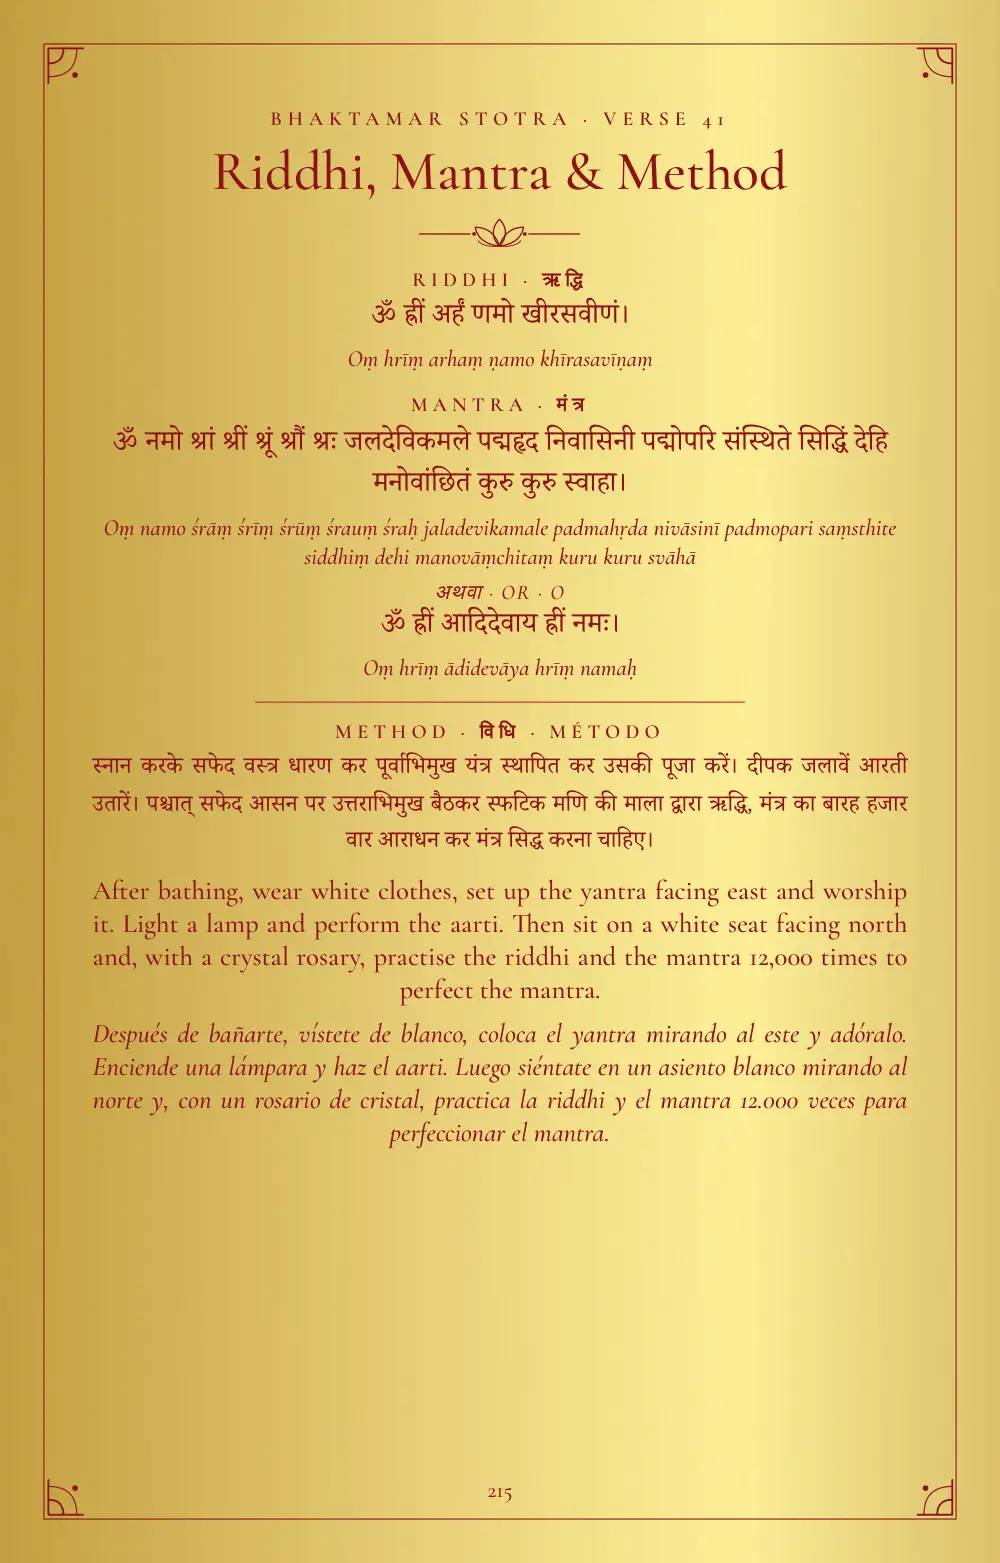 BHAKTAMAR STOTRA · VERSE 41
Riddhi, Mantra & Method
RIDDHI · ऋद्धि
ॐ ह्रीं अर्हं णमो खीरसवीणं।
Oṃ hrīṃ arhaṃ ṇamo khīrasavīṇaṃ
MANTRA · मंत्र
ॐ नमो श्रां श्रीं श्रूं श्रौं श्रः जलदेविकमले पद्महृद निवासिनी पद्मोपरि संस्थिते सिद्धिं देहि
मनोवांछितं कुरु कुरु स्वाहा।
Oṃ namo śrāṃ śrīṃ śrūṃ śrauṃ śraḥ jaladevikamale padmahṛda nivāsinī padmopari saṃsthite
siddhiṃ dehi manovāṃchitaṃ kuru kuru svāhā
अथवा · OR · O
ॐ ह्रीं आदिदेवाय ह्रीं नमः।
Oṃ hrīṃ ādidevāya hrīṃ namaḥ
METHOD · विधि · MÉTODO
स्नान करके सफेद वस्त्र धारण कर पूर्वाभिमुख यंत्र स्थापित कर उसकी पूजा करें। दीपक जलावें आरती
उतारें। पश्चात् सफेद आसन पर उत्तराभिमुख बैठकर स्फटिक मणि की माला द्वारा ऋद्धि, मंत्र का बारह हजार
वार आराधन कर मंत्र सिद्ध करना चाहिए।
After bathing, wear white clothes, set up the yantra facing east and worship
it. Light a lamp and perform the aarti. Then sit on a white seat facing north
and, with a crystal rosary, practise the riddhi and the mantra 12,000 times to
perfect the mantra.
Después de bañarte, vístete de blanco, coloca el yantra mirando al este y adóralo.
Enciende una lámpara y haz el aarti. Luego siéntate en un asiento blanco mirando al
norte y, con un rosario de cristal, practica la riddhi y el mantra 12.000 veces para
perfeccionar el mantra.
215